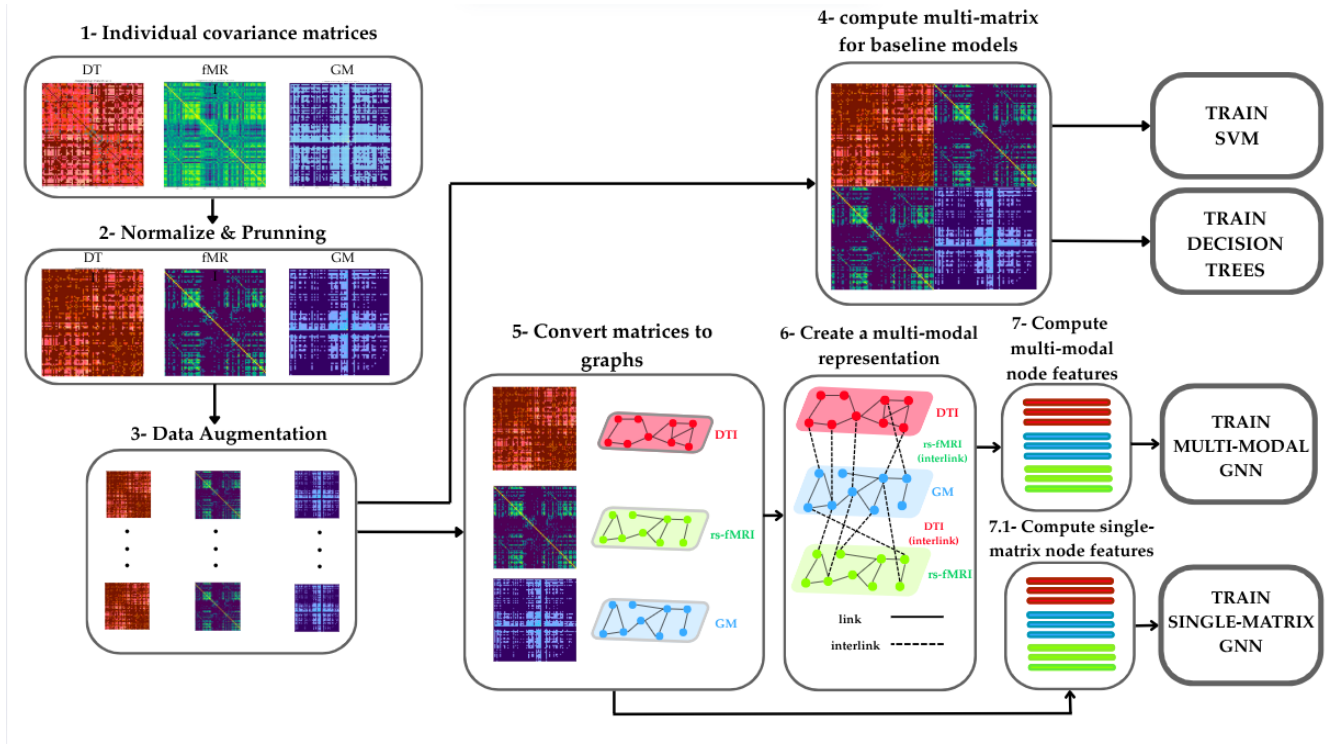 1- Individual covariance matrices
DT
fMR
GM
2- Normalize & Prunning
DT
fMR
GM
3- Data Augmentation
4- compute multi-matrix
for baseline models
TRAIN
SVM
TRAIN
DECISION
TREES
5- Convert matrices to
graphs
DTI
rs-fMRI
GM
6- Create a multi-modal
representation
DTI
rs-fMRI
(interlink)
GM
DTI
(interlink)
rs-fMRI
link
interlink
7- Compute
multi-modal
node features
TRAIN
MULTI-MODAL
GNN
7.1- Compute single-
matrix node features
TRAIN
SINGLE-MATRIX
GNN